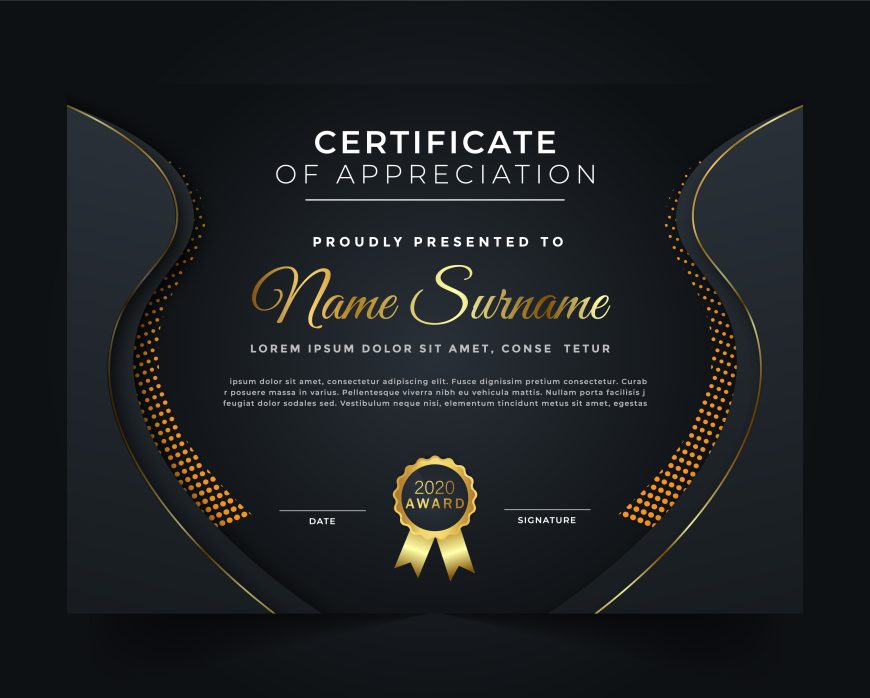 CERTIFICATE
OF APPRECIATION
PROUDLY PRESENTED TO
Name Surname
LOREM IPSUM DOLOR SIT AMET, CONSE TETUR
ipsum dolor sit amet, consectetur adipiscing elit. Fusce dignissim pretium consectetur. Curab
r massa in varius. Pellentesque viverra nibh eu vehicula mattis. Nullam porta facilisis j
feugiat dolor sodales sed. Vestibulum neque enim, elementum tincidunt metus sit amet, egestas
2020
AWARD
DATE
SIGNATURE